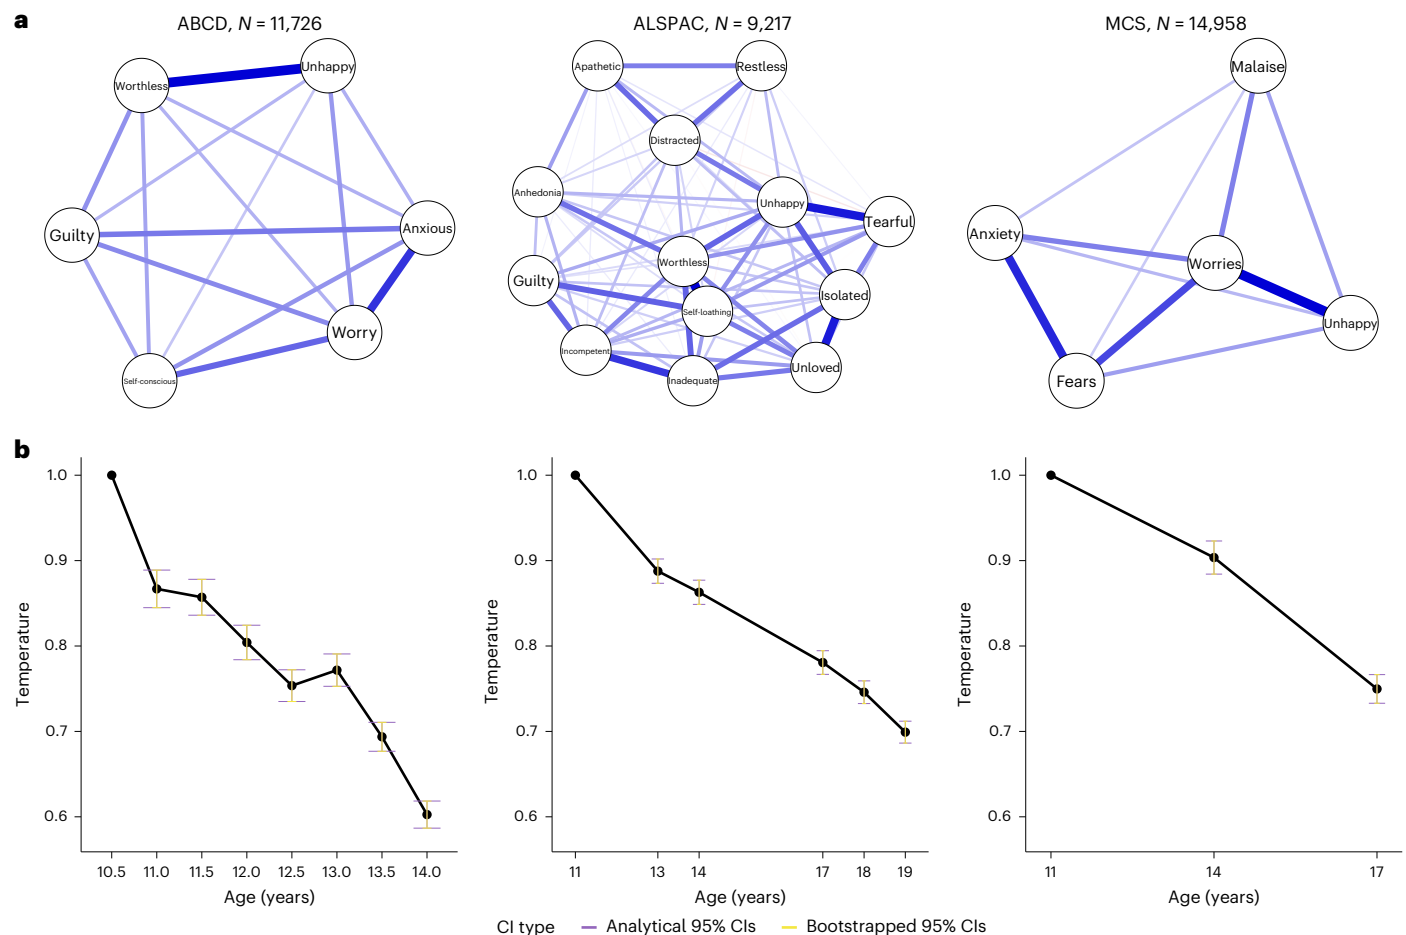 a
ABCD, N = 11,726
Worthless
Unhappy
Guilty
Anxious
Worry
Self-conscious
ALSPAC, N = 9,217
Apathetic
Restless
Distracted
Anhedonia
Unhappy
Tearful
Worthless
Guilty
Isolated
Self-loathing
Incompetent
Unloved
Inadequate
MCS, N = 14,958
Malaise
Anxiety
Worries
Unhappy
Fears
b
Temperature
1.0
0.9
0.8
0.7
0.6
10.5 11.0 11.5 12.0 12.5 13.0 13.5 14.0
Age (years)
Temperature
1.0
0.9
0.8
0.7
0.6
11 13 14 17 18 19
Age (years)
Temperature
1.0
0.9
0.8
0.7
0.6
11 14 17
Age (years)
CI type Analytical 95% CIs Bootstrapped 95% CIs